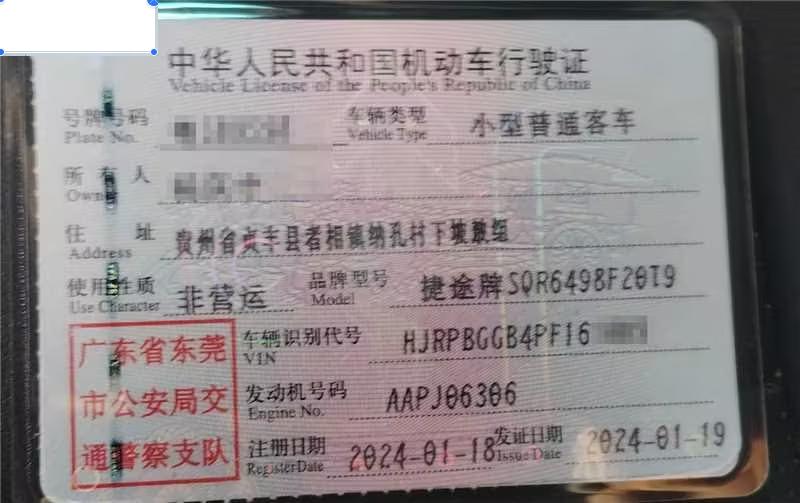 中华人民共和国机动车行驶证
Vehicle License of the People's Republic of China
号牌号码 车辆类型 小型普通客车
Plate No. Vehicle Type
所有人
Owner
住址 贵州省贞丰县者相镇纳孔村下坡散组
Address
使用性质 非营运 品牌型号 捷途牌SQR6498F20T9
Use Character Model
广东省东莞
市公安局交
通警察支队
车辆识别代号 HJRPBGGB4PF16
VIN
发动机号码 AAPJ06306
Engine No.
注册日期 2024-01-18 发证日期 2024-01-19
Register Date Issue Date